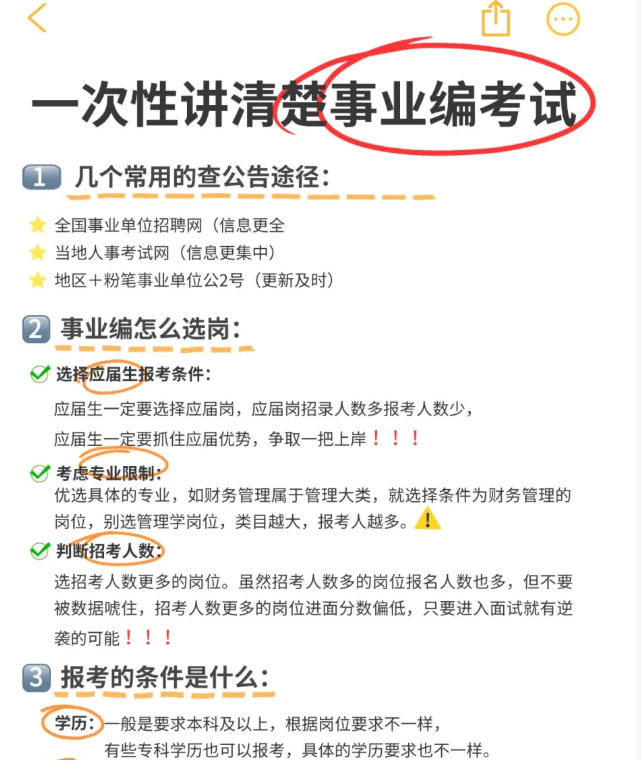 一次性讲清楚事业编考试
1 几个常用的查公告途径：
全国事业单位招聘网（信息更全
当地人事考试网（信息更集中）
地区＋粉笔事业单位公2号（更新及时）
2 事业编怎么选岗：
选择应届生报考条件：
应届生一定要选择应届岗，应届岗招录人数多报考人数少，
应届生一定要抓住应届优势，争取一把上岸！！！
考虑专业限制：
优选具体的专业，如财务管理属于管理大类，就选择条件为财务管理的
岗位，别选管理学岗位，类目越大，报考人越多。
判断招考人数：
选招考人数更多的岗位。虽然招考人数多的岗位报名人数也多，但不要
被数据唬住，招考人数更多的岗位进面分数偏低，只要进入面试就有逆
袭的可能！！！
3 报考的条件是什么：
学历：一般是要求本科及以上，根据岗位要求不一样，
有些专科学历也可以报考，具体的学历要求也不一样。